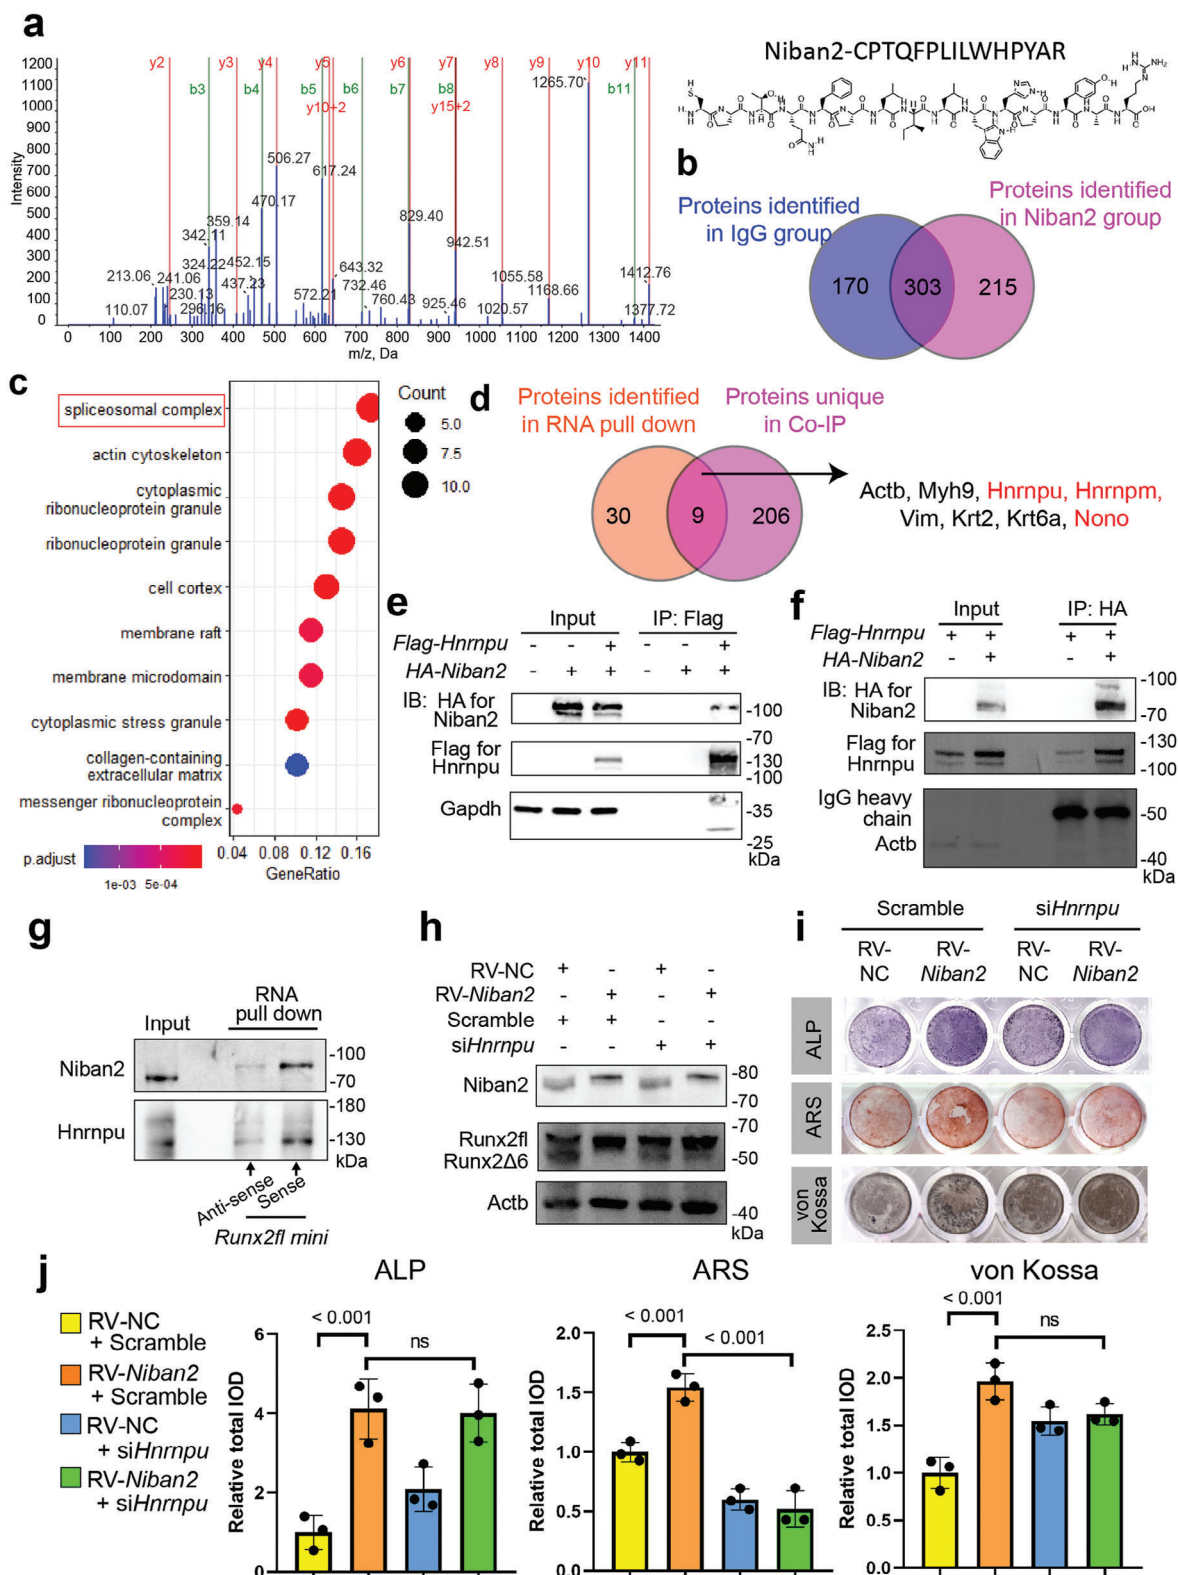 a
1200
1100
1000
900
800
700
600
500
400
300
200
100
0
Intensity
y2
y3
y4
y5
y6
y7
y8
y9
y10
y11
b3
b4
b5
b6
b7
b8
b11
y10+2
y15+2
1265.70
506.27
617.24
470.17
359.14
342.11
829.40
942.51
324.22
452.15
213.06
241.06
437.23
643.32
732.46
1055.58
1412.76
230.13
1168.66
110.07
296.16
572.21
760.43
925.46
1020.57
1377.72
0 100 200 300 400 500 600 700 800 900 1000 1100 1200 1300 1400
m/z, Da
Niban2-CPTQFPLILWHPYAR
b
Proteins identified
in IgG group
Proteins identified
in Niban2 group
170 303 215
c
spliceosomal complex
actin cytoskeleton
cytoplasmic
ribonucleoprotein granule
ribonucleoprotein granule
cell cortex
membrane raft
membrane microdomain
cytoplasmic stress granule
collagen-containing
extracellular matrix
messenger ribonucleoprotein
complex
0.04 0.08 0.12 0.16
GeneRatio
p.adjust
1e-03 5e-04
Count
5.0
7.5
10.0
d
Proteins identified
in RNA pull down
Proteins unique
in Co-IP
30 9 206
Actb, Myh9, Hnrnpu, Hnrnpm,
Vim, Krt2, Krt6a, Nono
e
Input IP: Flag
Flag-Hnrnpu - - + - - +
HA-Niban2 - + + - + +
IB: HA for
Niban2
-100
-70
Flag for
Hnrnpu
-130
-100
Gapdh
-35
-25
kDa
f
Input IP: HA
Flag-Hnrnpu + + + +
HA-Niban2 - + - +
IB: HA for
Niban2
-100
-70
Flag for
Hnrnpu
-130
-100
IgG heavy
chain
-50
Actb
-40
kDa
g
Input
RNA
pull down
Niban2
-100
-70
Hnrnpu
-180
-130
kDa
Anti-sense
Sense
Runx2fl mini
h
RV-NC + - + -
RV-Niban2 - + - +
Scramble + + - -
siHnrnpu - - + +
Niban2
-80
-70
Runx2fl
Runx2Δ6
-70
-50
Actb
-40
kDa
i
Scramble siHnrnpu
RV-
NC
RV-
Niban2
RV-
NC
RV-
Niban2
ALP
ARS
von
Kossa
j
RV-NC
+ Scramble
RV-Niban2
+ Scramble
RV-NC
+ siHnrnpu
RV-Niban2
+ siHnrnpu
ALP
Relative total IOD
6
4
2
0
< 0.001
ns
ARS
Relative total IOD
2.0
1.5
1.0
0.5
0.0
< 0.001
< 0.001
von Kossa
Relative total IOD
2.5
2.0
1.5
1.0
0.5
0.0
< 0.001
ns